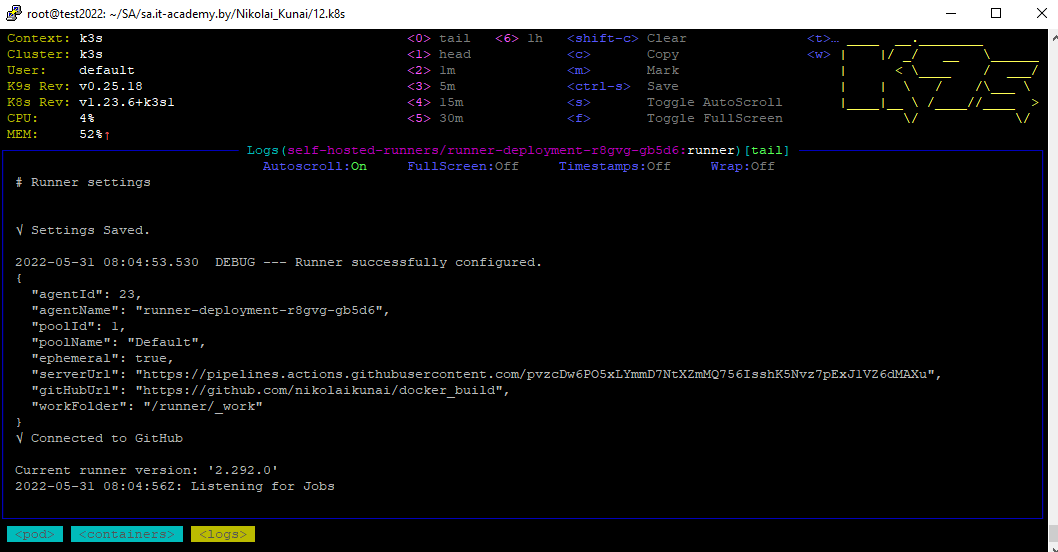 root@test2022: ~/SA/sa.it-academy.by/Nikolai_Kunai/12.k8s
Context: k3s <0> tail <6> 1h <shift-c> Clear <t>…
Cluster: k3s <1> head <c> Copy <w>
User: default <2> 1m <m> Mark
K9s Rev: v0.25.18 <3> 5m <ctrl-s> Save
K8s Rev: v1.23.6+k3s1 <4> 15m <s> Toggle AutoScroll
CPU: 4% <5> 30m <f> Toggle FullScreen
MEM: 52%↑
Logs(self-hosted-runners/runner-deployment-r8gvg-gb5d6:runner)[tail]
Autoscroll:On FullScreen:Off Timestamps:Off Wrap:Off
# Runner settings
√ Settings Saved.
2022-05-31 08:04:53.530 DEBUG --- Runner successfully configured.
{
"agentId": 23,
"agentName": "runner-deployment-r8gvg-gb5d6",
"poolId": 1,
"poolName": "Default",
"ephemeral": true,
"serverUrl": "https://pipelines.actions.githubusercontent.com/pvzcDw6PO5xLYmmD7NtXZmMQ756IsshK5Nvz7pExJ1VZ6dMAXu",
"gitHubUrl": "https://github.com/nikolaikunai/docker_build",
"workFolder": "/runner/_work"
}
√ Connected to GitHub
Current runner version: '2.292.0'
2022-05-31 08:04:56Z: Listening for Jobs
<pod> <containers> <logs>